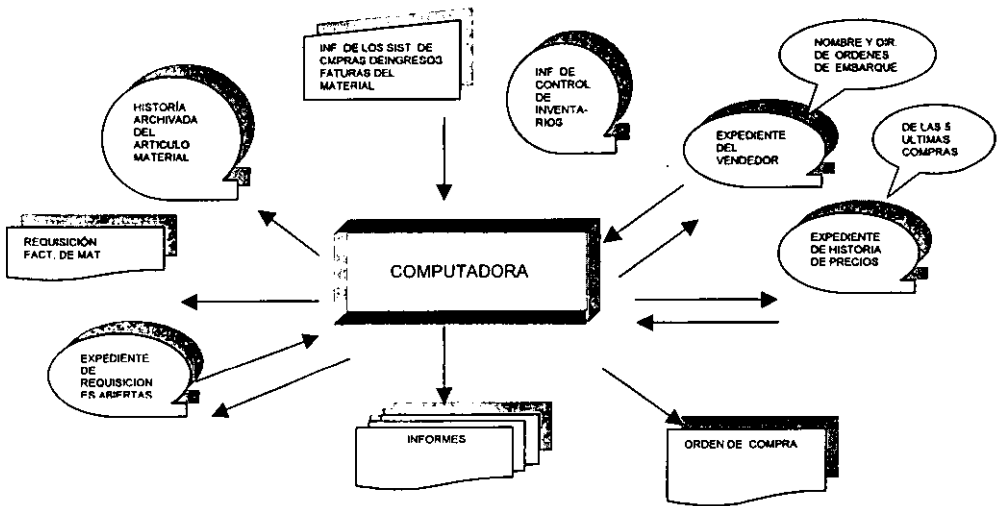 INF DE LOS SIST DE
CMPRAS DEINGRESOS
FATURAS DEL
MATERIAL
INF DE
CONTROL
DE
INVENTA-
RIOS
NOMBRE Y DIR.
DE ORDENES
DE EMBARQUE
HISTORÍA
ARCHIVADA
DEL
ARTICULO
MATERIAL
EXPEDIENTE
DEL
VENDEDOR
DE LAS 5
ULTIMAS
COMPRAS
REQUISICIÓN
FACT. DE MAT
COMPUTADORA
EXPEDIENTE
DE HISTORIA
DE PRECIOS
EXPEDIENTE
DE
REQUISICION
ES ABIERTAS
INFORMES
ORDEN DE COMPRA